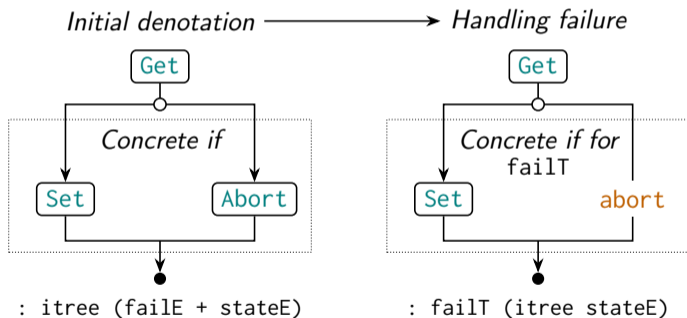 Initial denotation
Handling failure
Get
Get
Concrete if
Concrete if for
failT
Set
Abort
Set
abort
: itree (failE + stateE)
: failT (itree stateE)